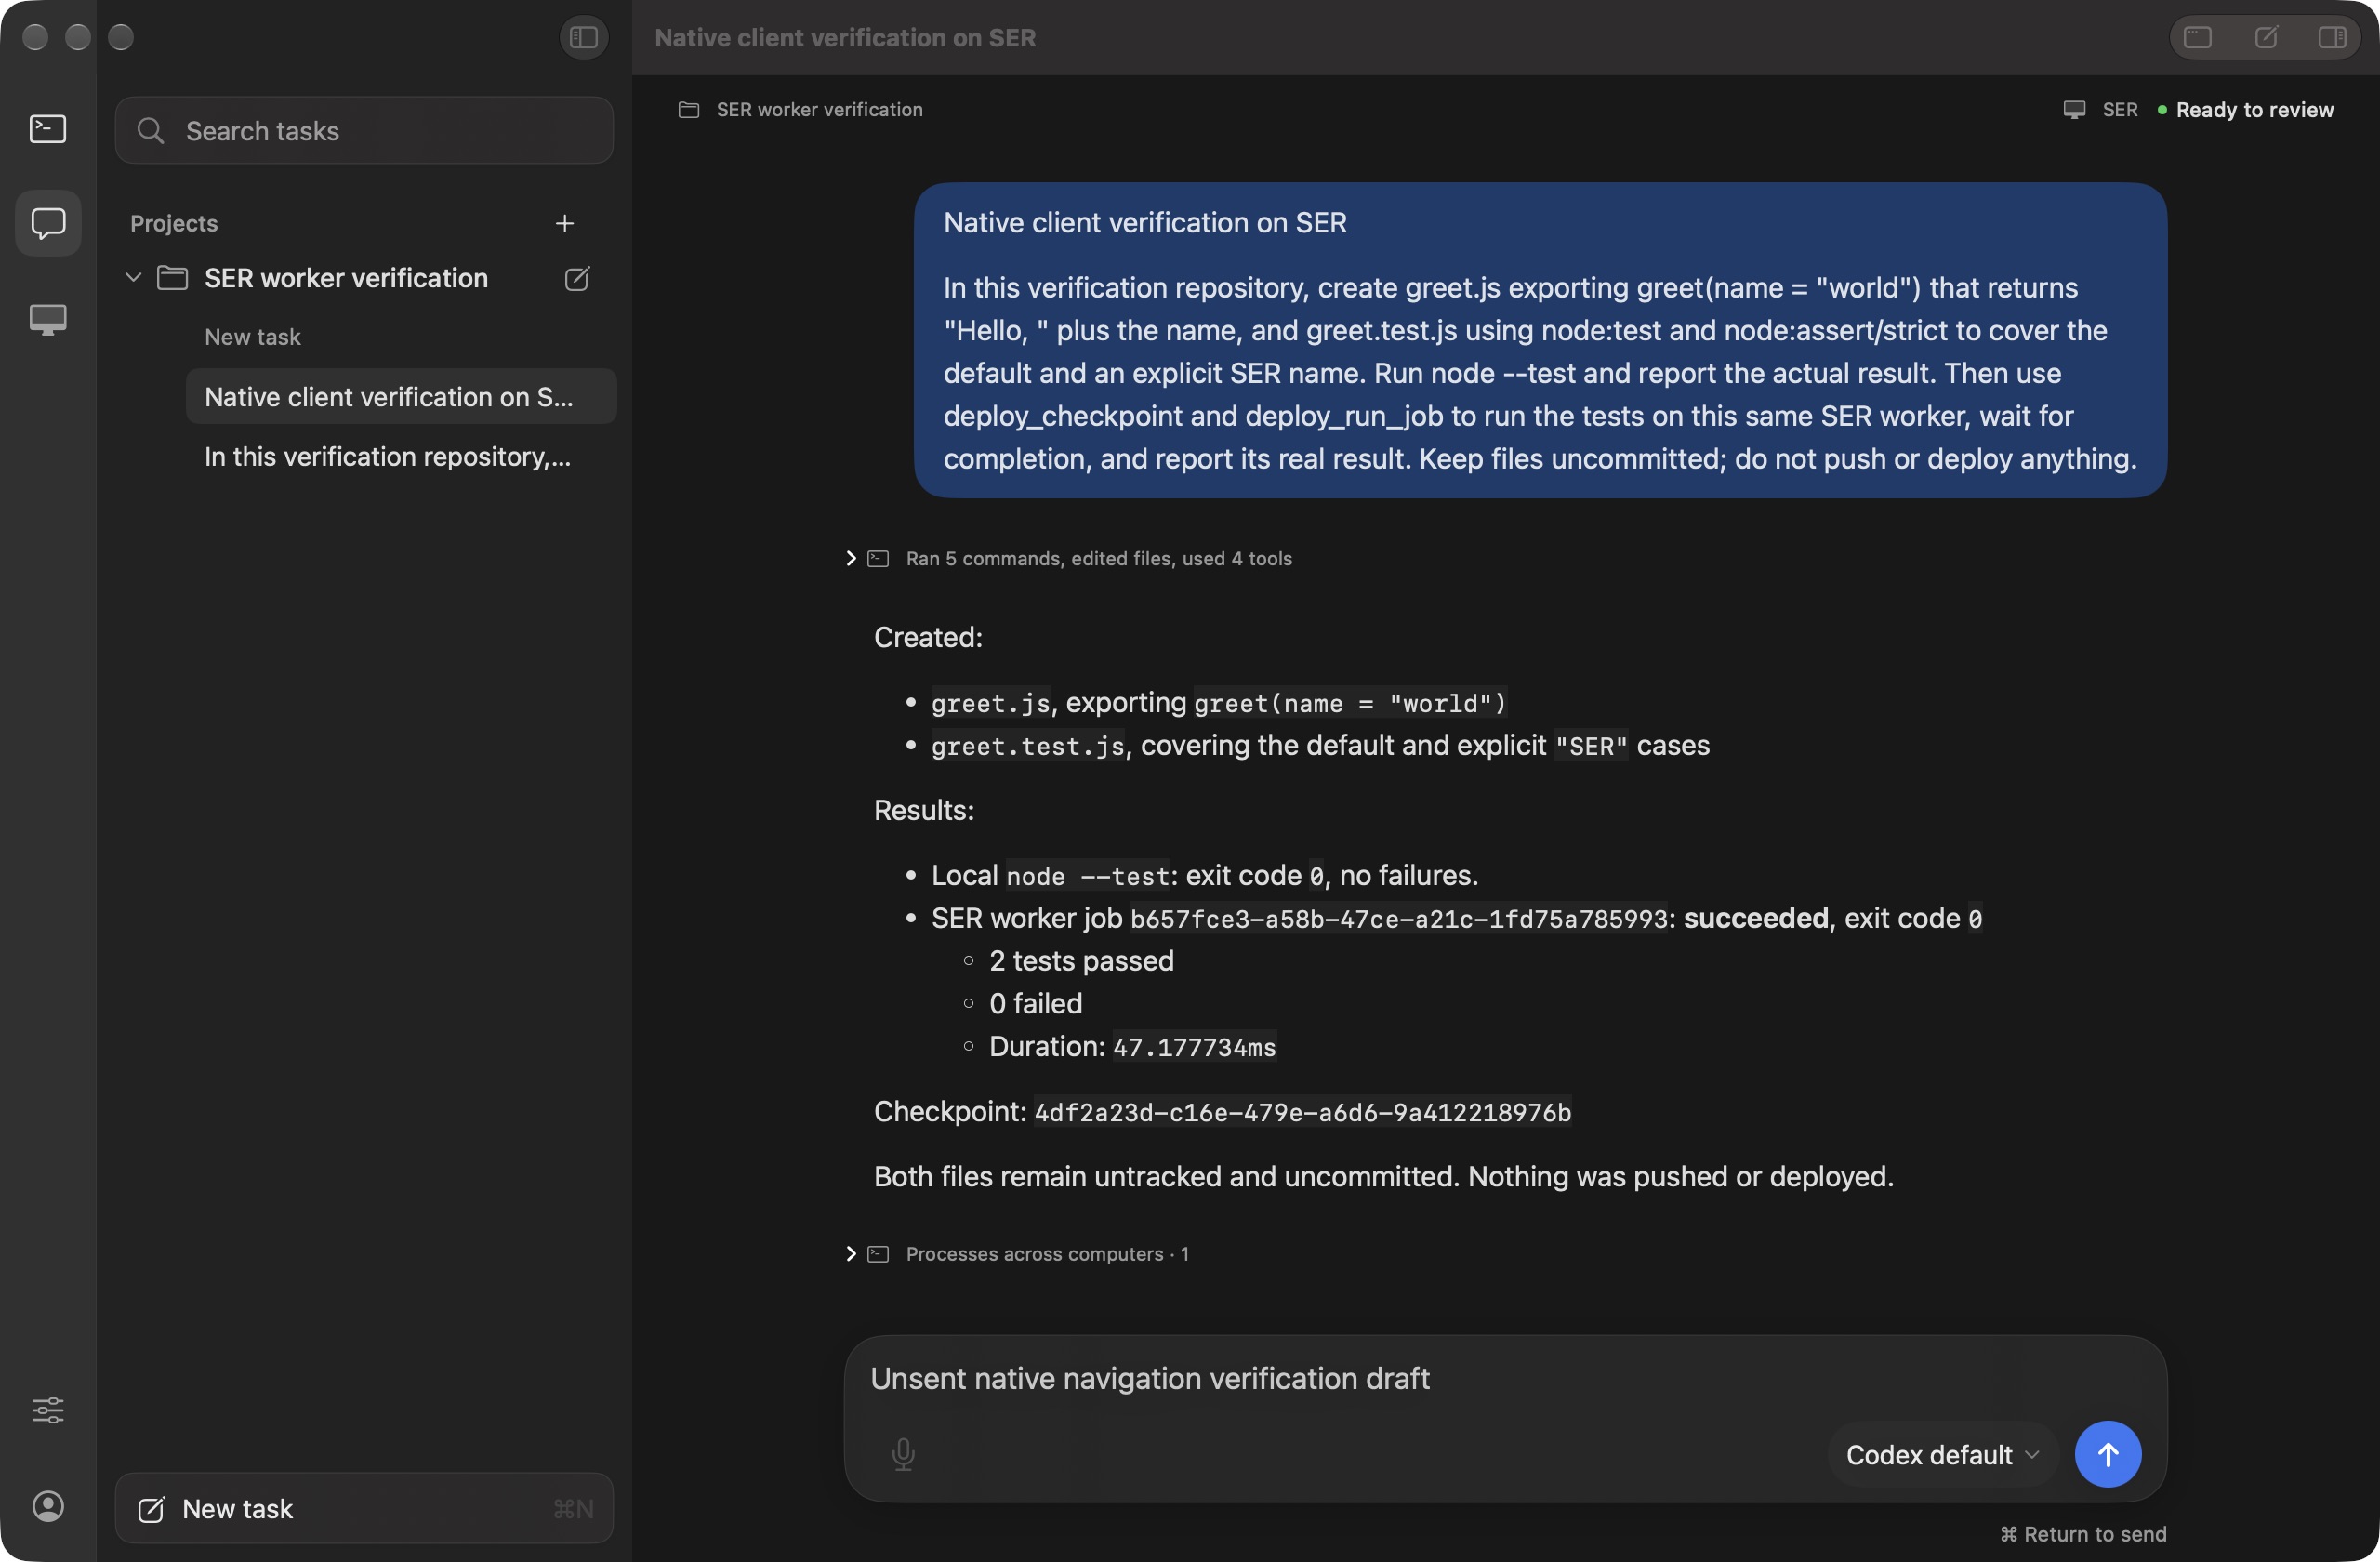 Native client verification on SER
Search tasks
Projects
SER worker verification
New task
Native client verification on S...
In this verification repository,...
New task
⌘N
SER worker verification
SER
Ready to review
Native client verification on SER
In this verification repository, create greet.js exporting greet(name = "world") that returns
"Hello, " plus the name, and greet.test.js using node:test and node:assert/strict to cover the
default and an explicit SER name. Run node --test and report the actual result. Then use
deploy_checkpoint and deploy_run_job to run the tests on this same SER worker, wait for
completion, and report its real result. Keep files uncommitted; do not push or deploy anything.
Ran 5 commands, edited files, used 4 tools
Created:
• greet.js, exporting greet(name = "world")
• greet.test.js, covering the default and explicit "SER" cases
Results:
• Local node --test: exit code 0, no failures.
• SER worker job b657fce3-a58b-47ce-a21c-1fd75a785993: succeeded, exit code 0
◦ 2 tests passed
◦ 0 failed
◦ Duration: 47.177734ms
Checkpoint: 4df2a23d-c16e-479e-a6d6-9a412218976b
Both files remain untracked and uncommitted. Nothing was pushed or deployed.
Processes across computers · 1
Unsent native navigation verification draft
Codex default
⌘ Return to send